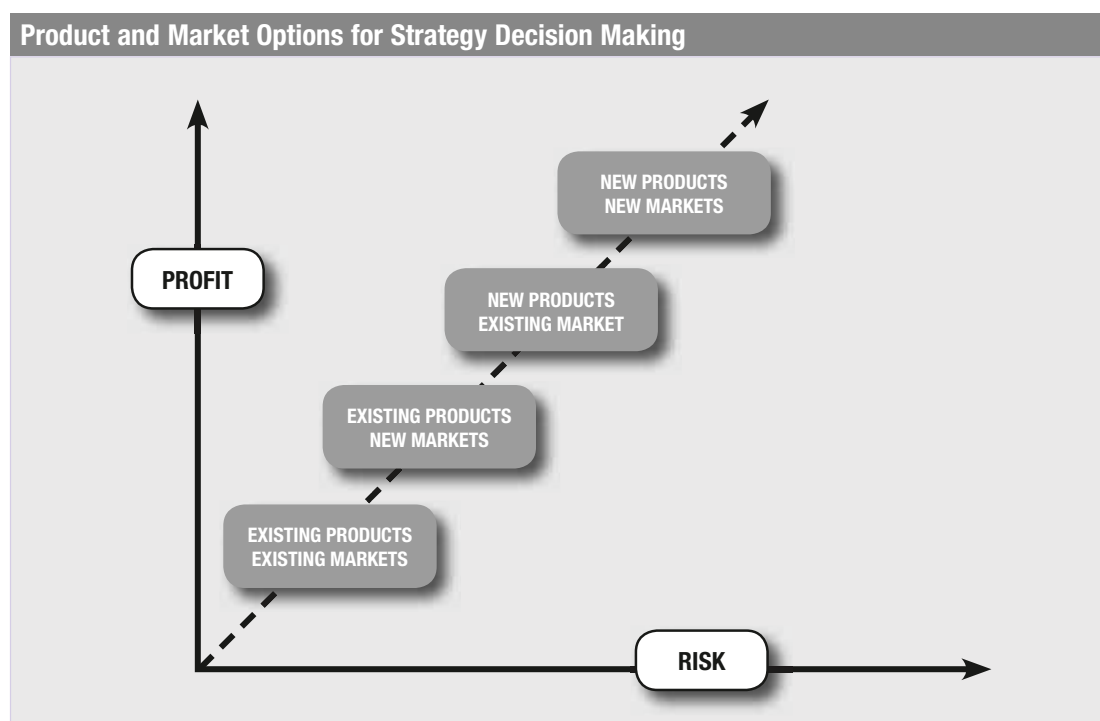 Product and Market Options for Strategy Decision Making
NEW PRODUCTS
NEW MARKETS
PROFIT
NEW PRODUCTS
EXISTING MARKET
EXISTING PRODUCTS
NEW MARKETS
EXISTING PRODUCTS
EXISTING MARKETS
RISK